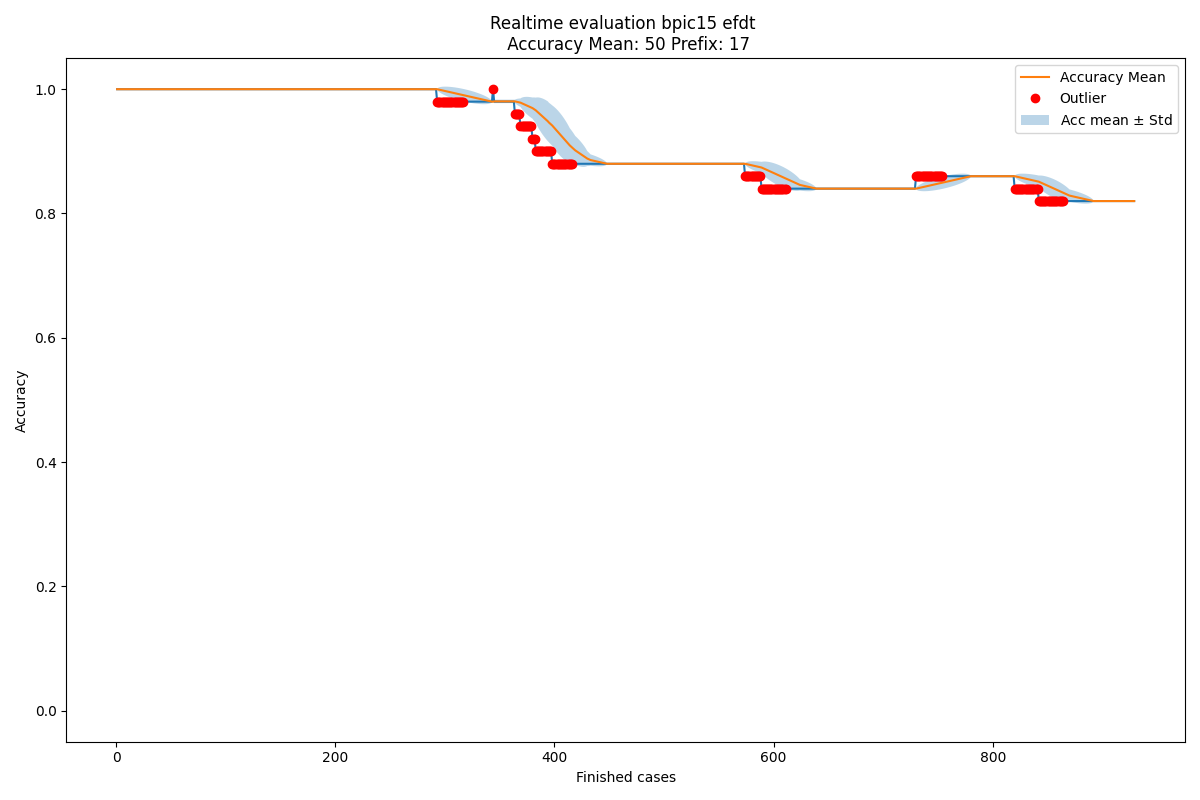 Realtime evaluation bpic15 efdt
Accuracy Mean: 50 Prefix: 17
Accuracy Mean
Outlier
Acc mean ± Std
1.0
0.8
0.6
0.4
0.2
0.0
Accuracy
0 200 400 600 800
Finished cases